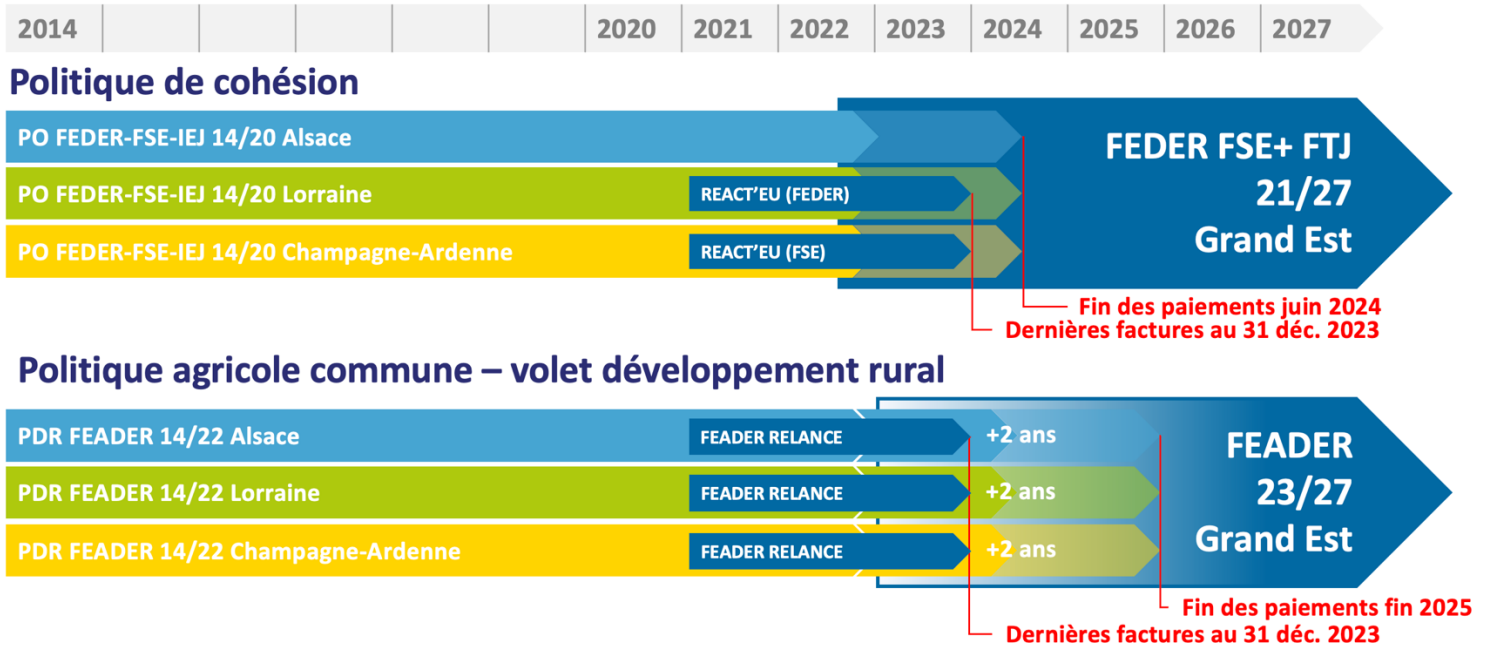 2014 2020 2021 2022 2023 2024 2025 2026 2027
Politique de cohésion
PO FEDER-FSE-IEJ 14/20 Alsace
PO FEDER-FSE-IEJ 14/20 Lorraine
REACT'EU (FEDER)
PO FEDER-FSE-IEJ 14/20 Champagne-Ardenne
REACT'EU (FSE)
FEDER FSE+ FTJ
21/27
Grand Est
Fin des paiements juin 2024
Dernières factures au 31 déc. 2023
Politique agricole commune – volet développement rural
PDR FEADER 14/22 Alsace
FEADER RELANCE
+2 ans
PDR FEADER 14/22 Lorraine
FEADER RELANCE
+2 ans
PDR FEADER 14/22 Champagne-Ardenne
FEADER RELANCE
+2 ans
FEADER
23/27
Grand Est
Fin des paiements fin 2025
Dernières factures au 31 déc. 2023